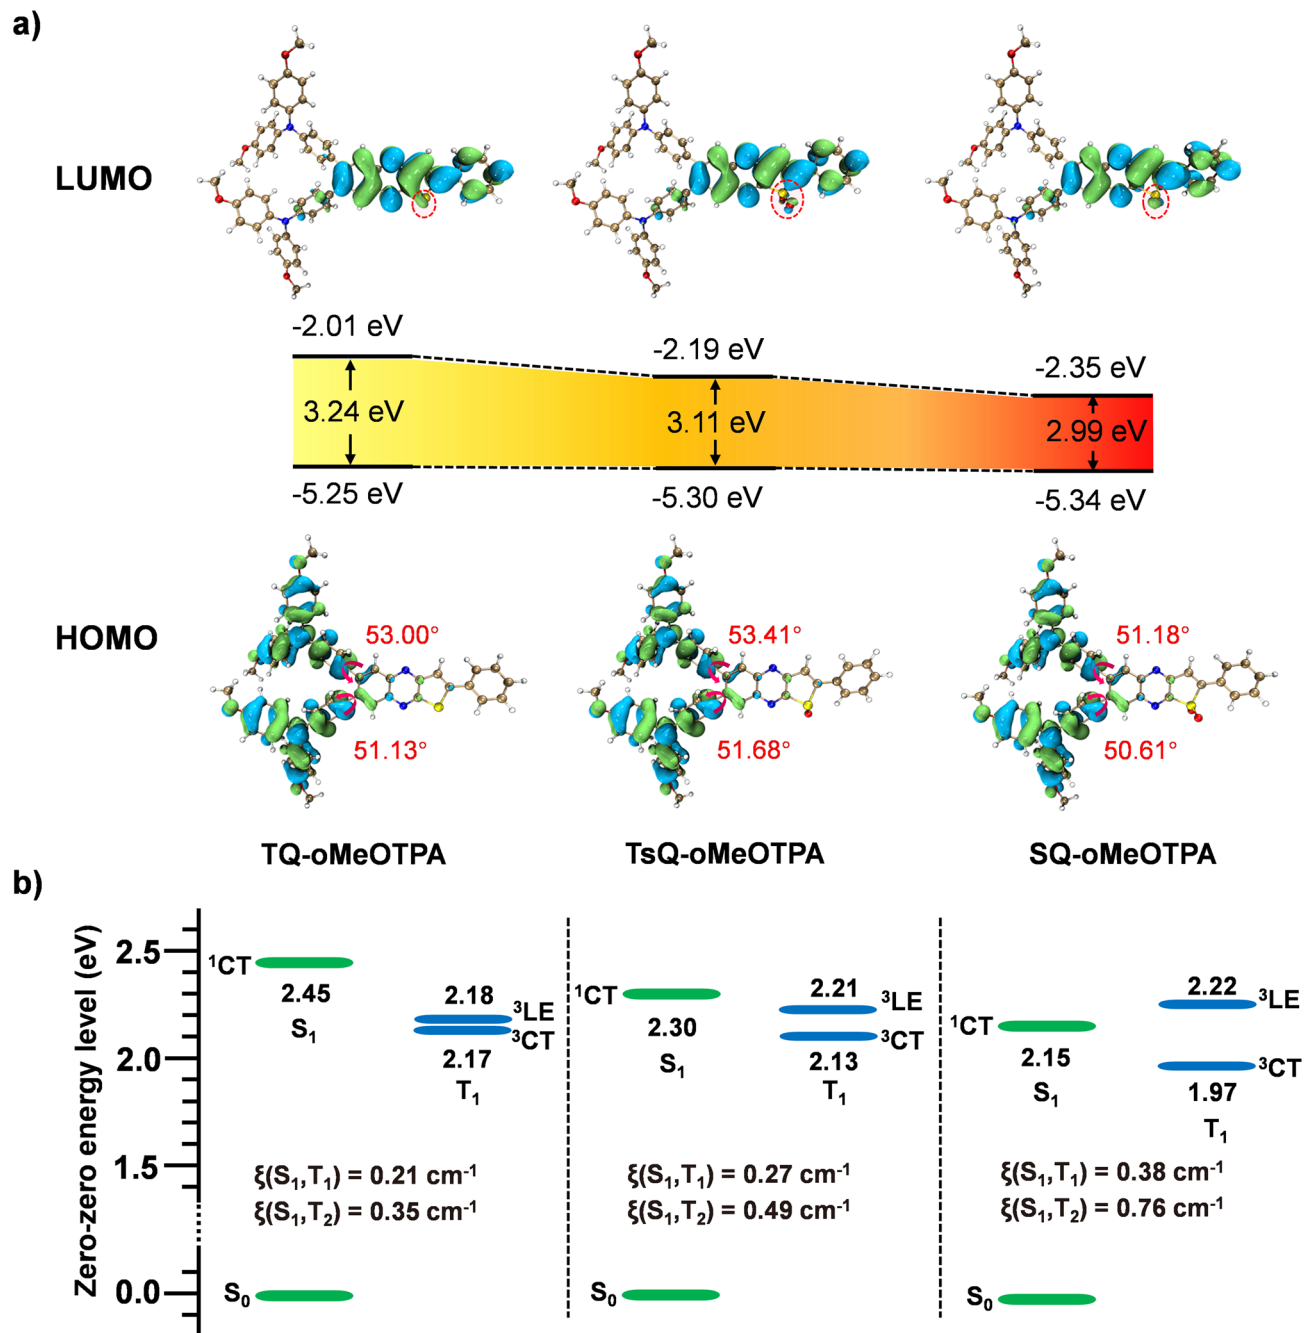 a)
LUMO
-2.01 eV
-2.19 eV
-2.35 eV
3.24 eV
3.11 eV
2.99 eV
-5.25 eV
-5.30 eV
-5.34 eV
HOMO
53.00°
53.41°
51.18°
51.13°
51.68°
50.61°
TQ-oMeOTPA
TsQ-oMeOTPA
SQ-oMeOTPA
b)
Zero-zero energy level (eV)
2.5
2.0
1.5
0.0
¹CT
2.45
S₁
2.18
³LE
³CT
2.17
T₁
ξ(S₁,T₁) = 0.21 cm⁻¹
ξ(S₁,T₂) = 0.35 cm⁻¹
S₀
¹CT
2.30
S₁
2.21
³LE
³CT
2.13
T₁
ξ(S₁,T₁) = 0.27 cm⁻¹
ξ(S₁,T₂) = 0.49 cm⁻¹
S₀
¹CT
2.15
S₁
2.22
³LE
³CT
1.97
T₁
ξ(S₁,T₁) = 0.38 cm⁻¹
ξ(S₁,T₂) = 0.76 cm⁻¹
S₀